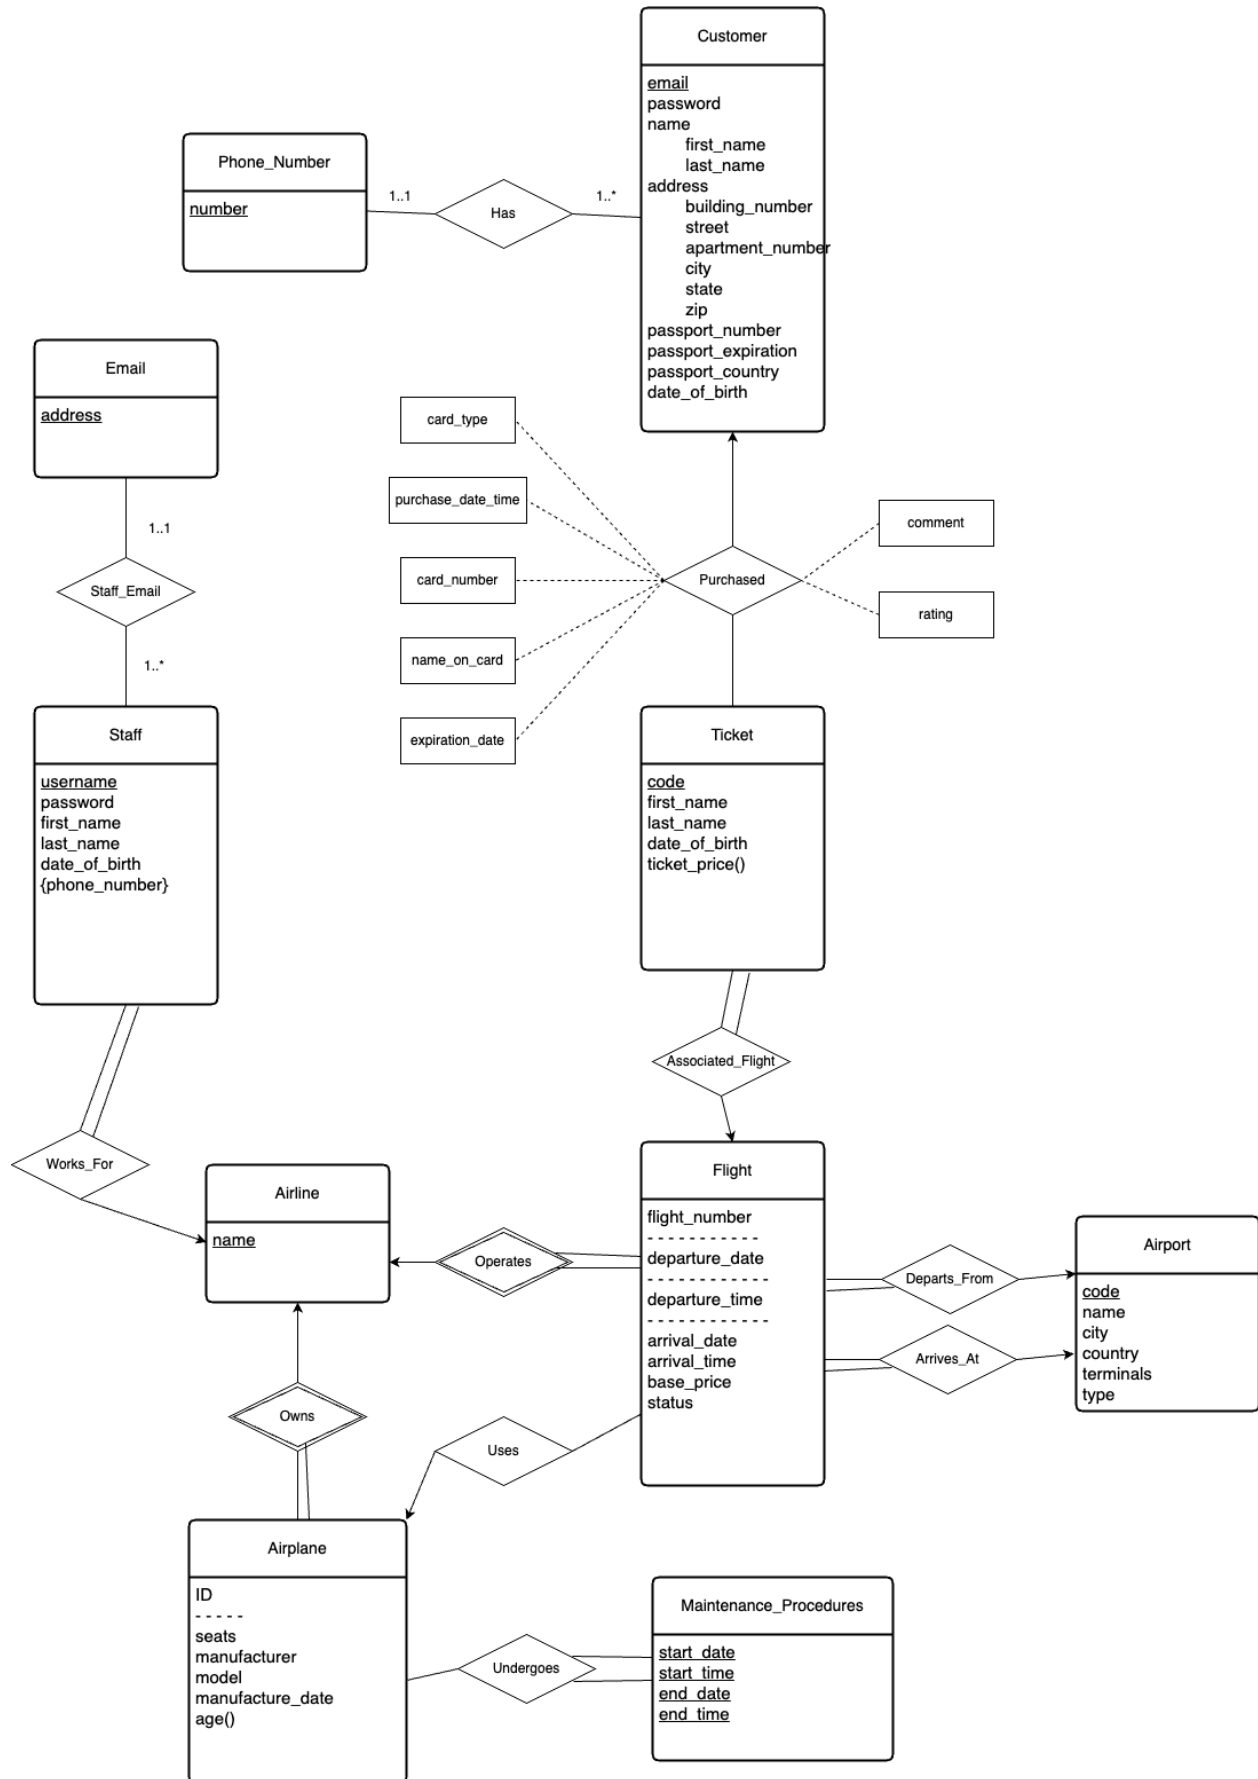 Customer
email
password
name
first_name
last_name
address
building_number
street
apartment_number
city
state
zip
passport_number
passport_expiration
passport_country
date_of_birth
Phone_Number
number
1..1
Has
1..*
Email
address
1..1
Staff_Email
1..*
card_type
purchase_date_time
card_number
name_on_card
expiration_date
Purchased
comment
rating
Staff
username
password
first_name
last_name
date_of_birth
{phone_number}
Ticket
code
first_name
last_name
date_of_birth
ticket_price()
Associated_Flight
Works_For
Airline
name
Operates
Flight
flight_number
departure_date
departure_time
arrival_date
arrival_time
base_price
status
Departs_From
Arrives_At
Airport
code
name
city
country
terminals
type
Owns
Uses
Airplane
ID
seats
manufacturer
model
manufacture_date
age()
Undergoes
Maintenance_Procedures
start_date
start_time
end_date
end_time